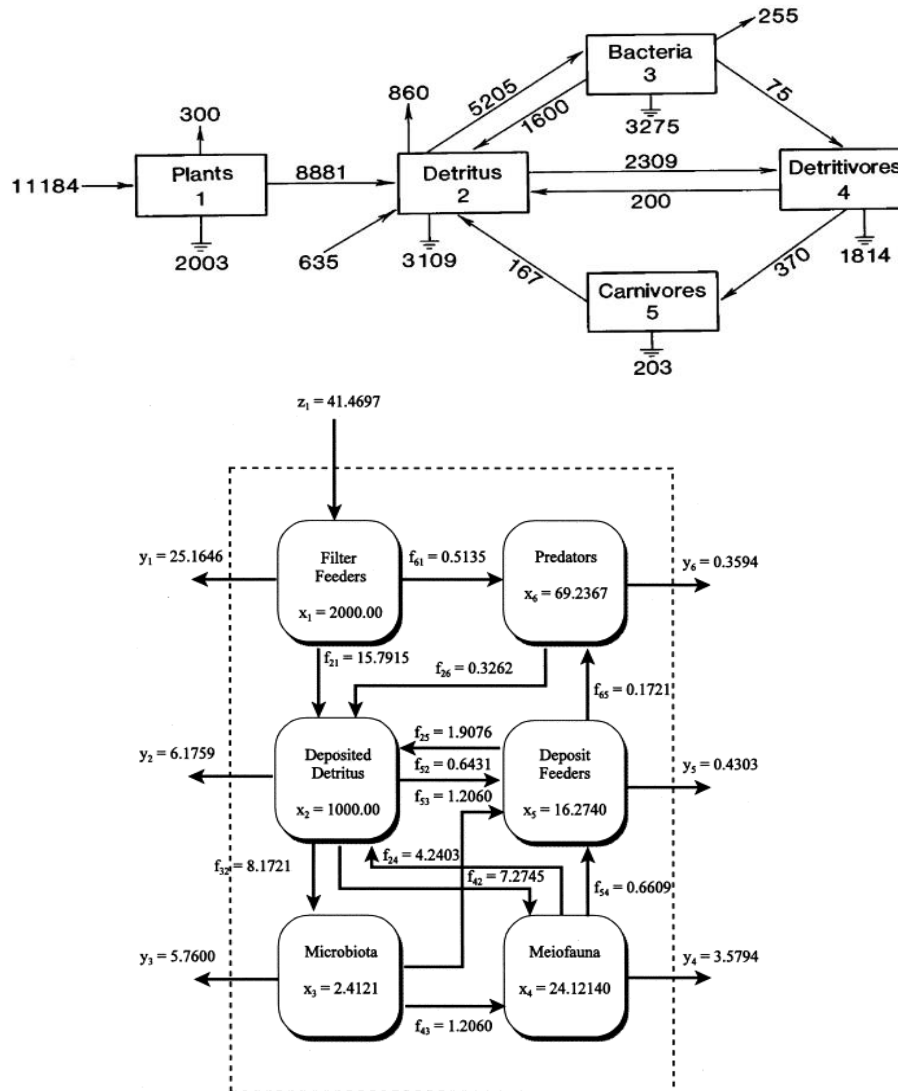 255
Bacteria
3
860
5205
1600
75
300
3275
11184
Plants
1
8881
Detritus
2
2309
200
Detritivores
4
2003
635
3109
167
370
1814
Carnivores
5
203
z₁ = 41.4697
y₁ = 25.1646
Filter
Feeders
x₁ = 2000.00
f₆₁ = 0.5135
Predators
x₆ = 69.2367
y₆ = 0.3594
f₂₁ = 15.7915
f₂₆ = 0.3262
f₆₅ = 0.1721
y₂ = 6.1759
Deposited
Detritus
x₂ = 1000.00
f₂₅ = 1.9076
f₅₂ = 0.6431
f₅₃ = 1.2060
Deposit
Feeders
x₅ = 16.2740
y₅ = 0.4303
f₃₂ = 8.1721
f₂₄ = 4.2403
f₄₂ = 7.2745
f₅₄ = 0.6609
y₃ = 5.7600
Microbiota
x₃ = 2.4121
Meiofauna
x₄ = 24.12140
y₄ = 3.5794
f₄₃ = 1.2060